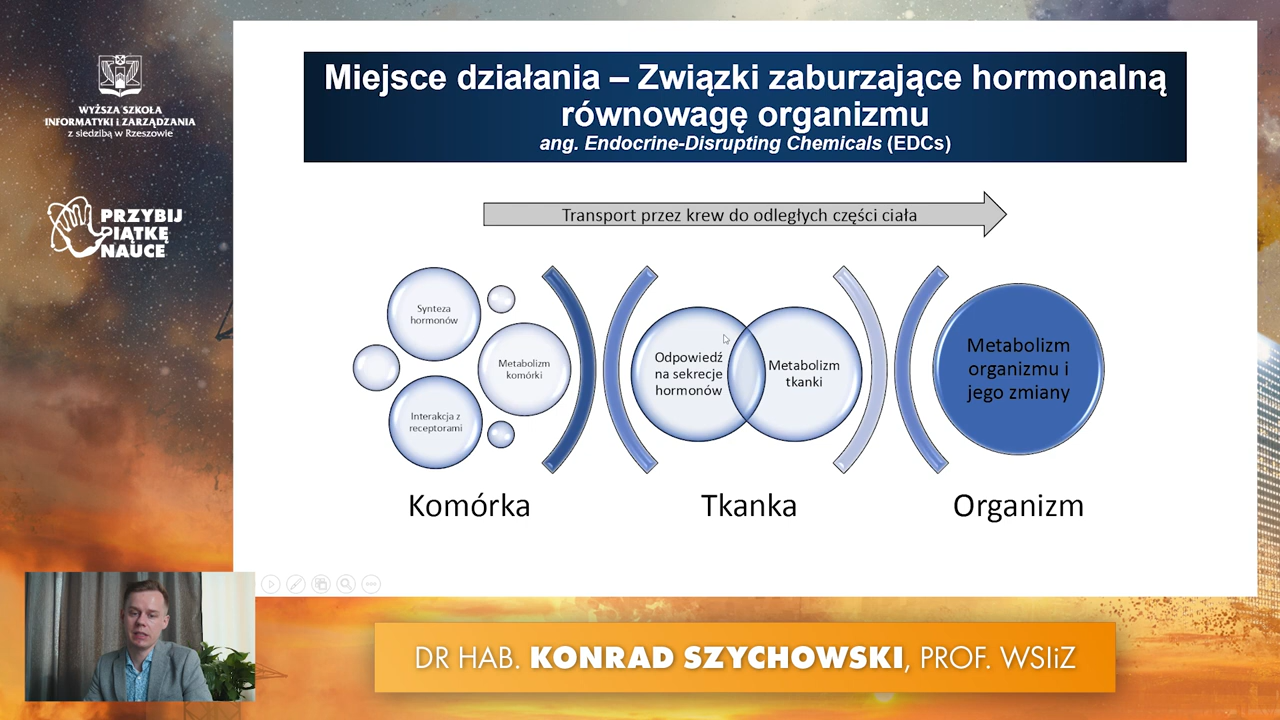 WYŻSZA SZKOŁA
INFORMATYKI i ZARZĄDZANIA
z siedzibą w Rzeszowie
PRZYBIJ
PIĄTKĘ
NAUCE
Miejsce działania – Związki zaburzające hormonalną
równowagę organizmu
ang. Endocrine-Disrupting Chemicals (EDCs)
Transport przez krew do odległych części ciała
Synteza
hormonów
Metabolizm
komórki
Interakcja z
receptorami
Odpowiedź
na sekrecje
hormonów
Metabolizm
tkanki
Metabolizm
organizmu i
jego zmiany
Komórka
Tkanka
Organizm
DR HAB. KONRAD SZYCHOWSKI, PROF. WSIiZ